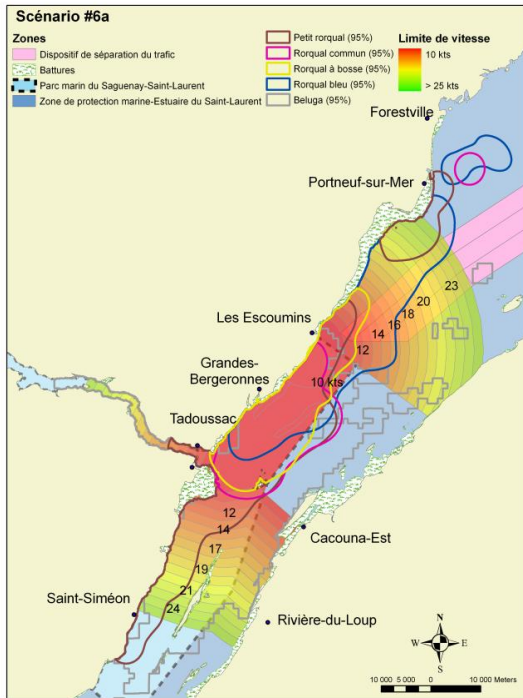 Scénario #6a
Zones
Dispositif de séparation du trafic
Battures
Parc marin du Saguenay-Saint-Laurent
Zone de protection marine-Estuaire du Saint-Laurent
Petit rorqual (95%)
Rorqual commun (95%)
Rorqual à bosse (95%)
Rorqual bleu (95%)
Beluga (95%)
Limite de vitesse
10 kts
> 25 kts
Forestville
Portneuf-sur-Mer
23
20
18
16
14
12
Les Escoumins
10 kts
Grandes-
Bergeronnes
Tadoussac
12
14
17
19
21
24
Cacouna-Est
Saint-Siméon
Rivière-du-Loup
N
W
E
S
10 000
5 000
0
10 000 Meters